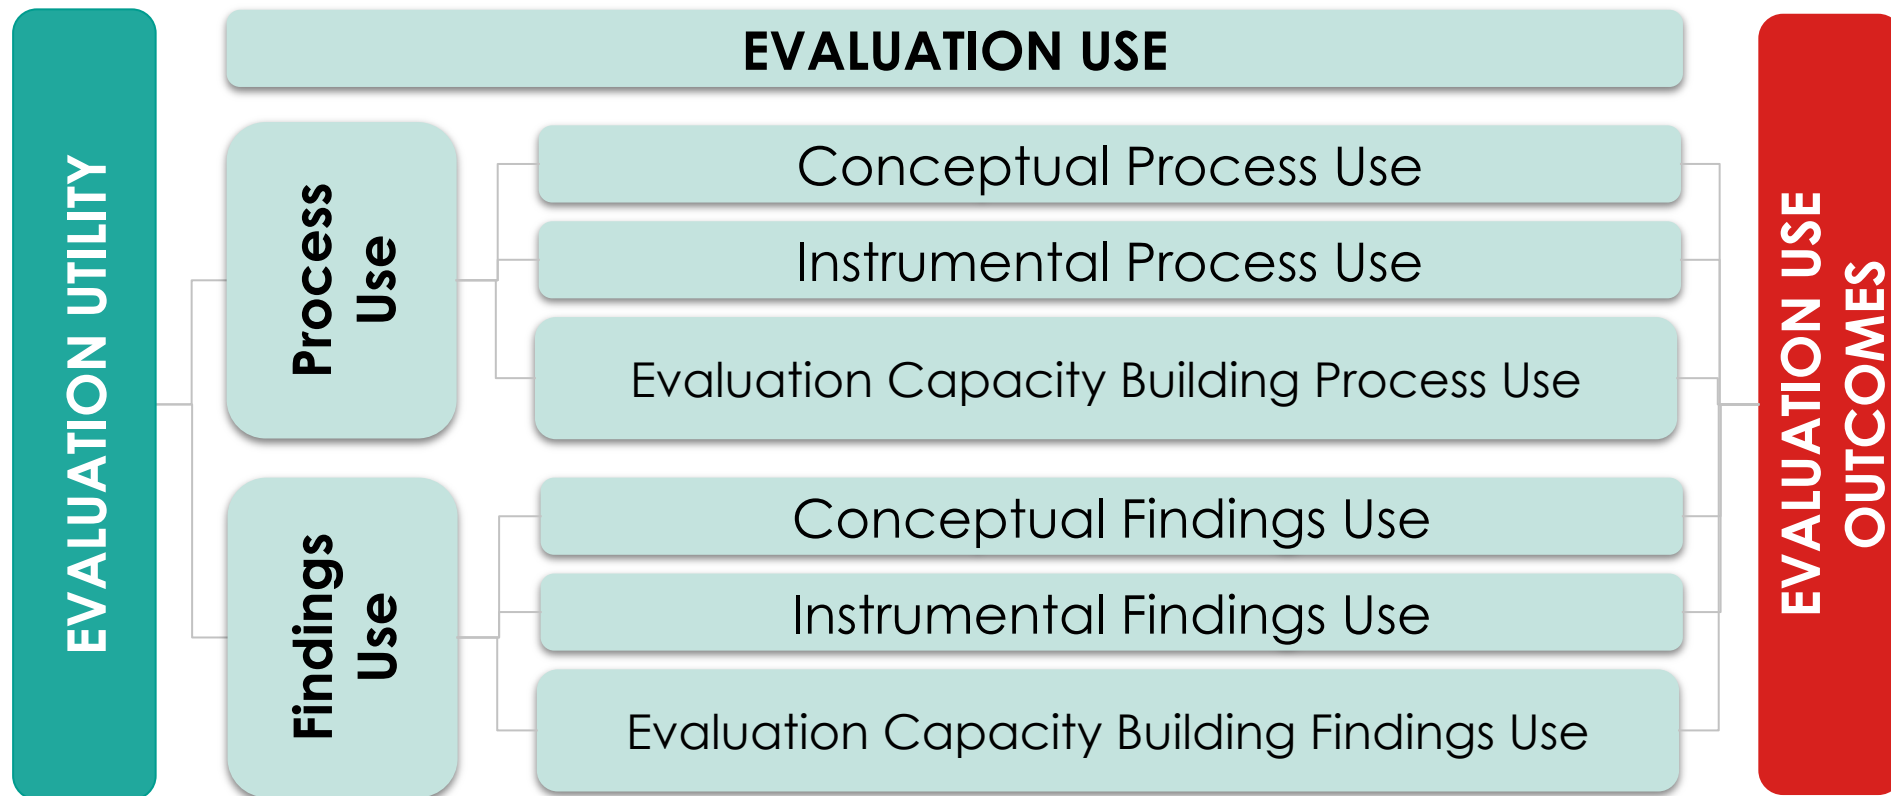 EVALUATION UTILITY
EVALUATION USE
Process
Use
Conceptual Process Use
Instrumental Process Use
Evaluation Capacity Building Process Use
Findings
Use
Conceptual Findings Use
Instrumental Findings Use
Evaluation Capacity Building Findings Use
EVALUATION USE
OUTCOMES